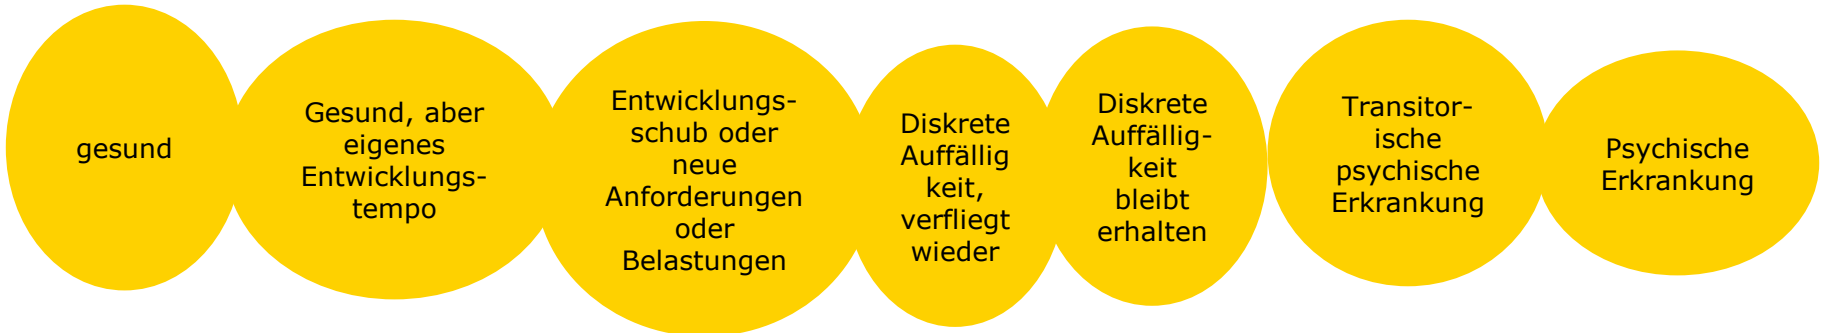 gesund
Gesund, aber
eigenes
Entwicklungs-
tempo
Entwicklungs-
schub oder
neue
Anforderungen
oder
Belastungen
Diskrete
Auffällig
keit,
verfliegt
wieder
Diskrete
Auffällig-
keit
bleibt
erhalten
Transitor-
ische
psychische
Erkrankung
Psychische
Erkrankung